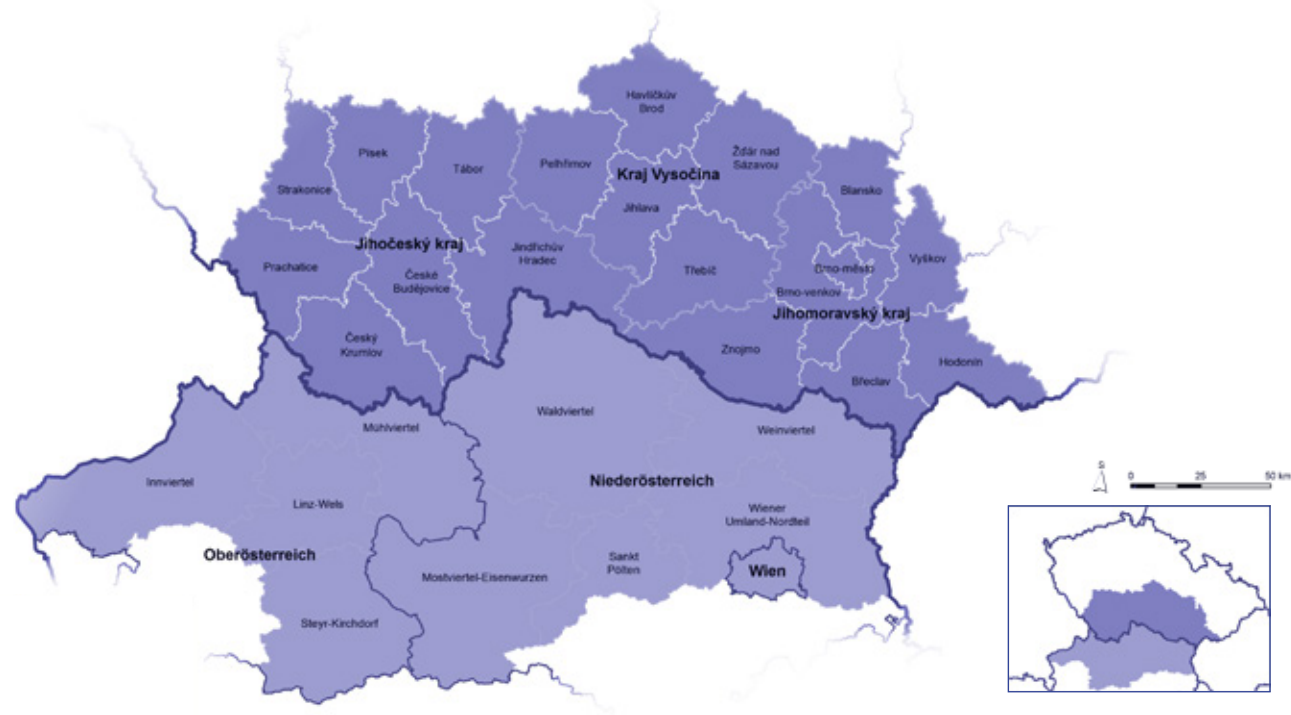 Havlíčkův
Brod
Písek
Tábor
Pelhřimov
Žďár nad
Sázavou
Kraj Vysočina
Strakonice
Blansko
Jihlava
Jihočeský kraj
Jindřichův
Hradec
Prachatice
České
Budějovice
Třebíč
Brno-město
Vyškov
Brno-venkov
Jihomoravský kraj
Český
Krumlov
Znojmo
Hodonín
Břeclav
Waldviertel
Mühlviertel
Weinviertel
Innviertel
Niederösterreich
Linz-Wels
Wiener
Umland-Nordteil
Oberösterreich
Sankt
Pölten
Wien
Mostviertel-Eisenwurzen
Steyr-Kirchdorf
S
0 25 50 km